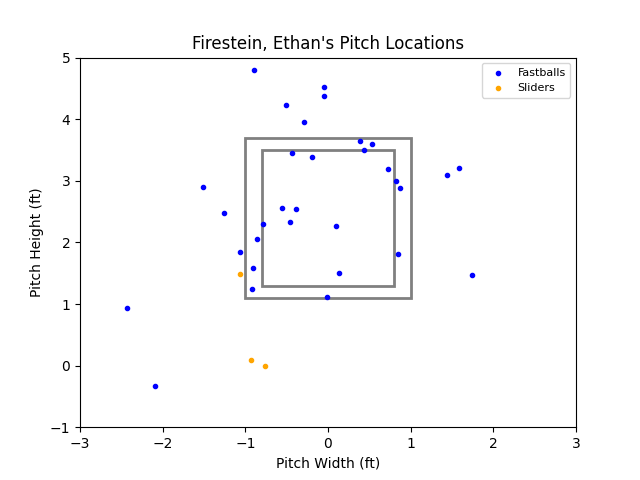 Firestein, Ethan's Pitch Locations
Fastballs
Sliders
5
4
3
2
1
0
−1
−3
−2
−1
0
1
2
3
Pitch Height (ft)
Pitch Width (ft)